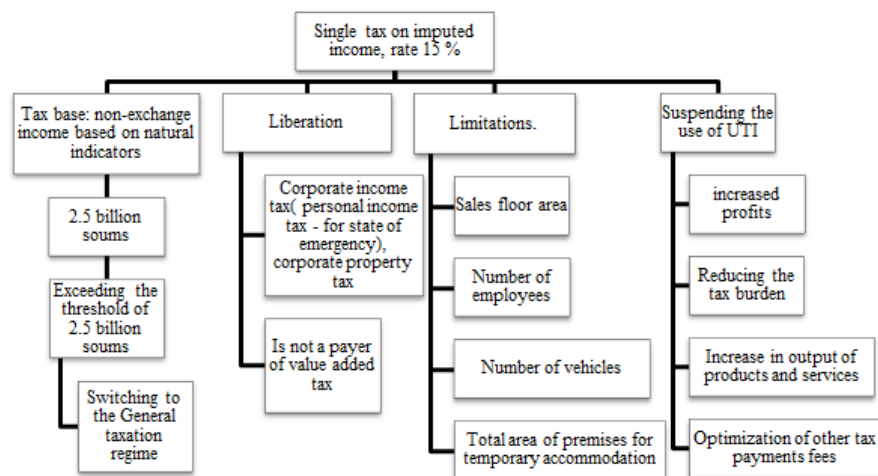 Single tax on imputed
income, rate 15 %
Tax base: non-exchange
income based on natural
indicators
2.5 billion
soums
Exceeding the
threshold of
2.5 billion
soums
Switching to
the General
taxation
regime
Liberation
Corporate income
tax( personal income
tax - for state of
emergency),
corporate property
tax
Is not a payer of
value added
tax
Limitations.
Sales floor area
Number of
employees
Number of vehicles
Total area of premises for
temporary accommodation
Suspending the
use of UTI
increased
profits
Reducing the
tax burden
Increase in output of
products and services
Optimization of other tax
payments fees